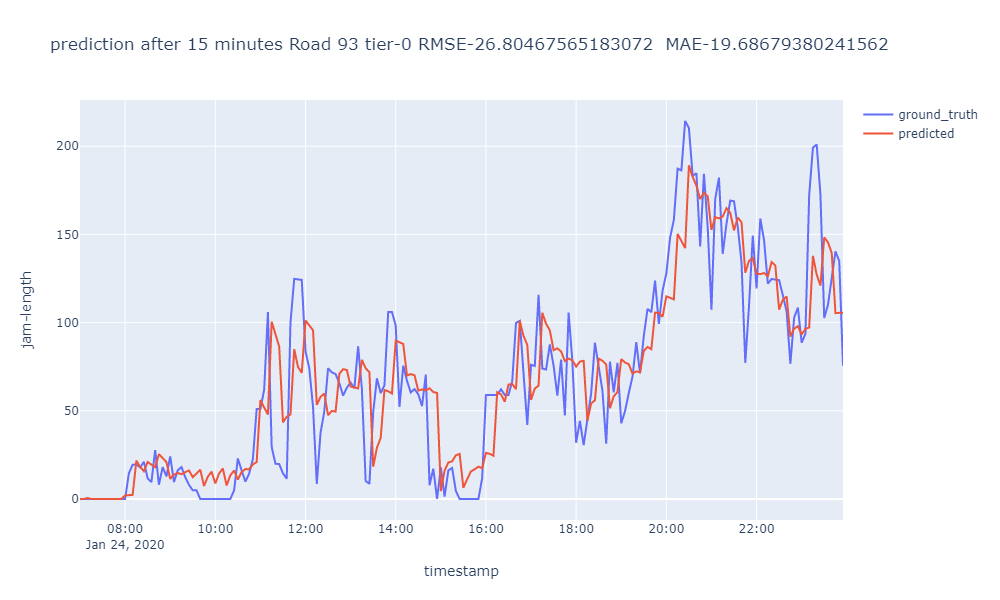 prediction after 15 minutes Road 93 tier-0 RMSE-26.80467565183072  MAE-19.68679380241562
ground_truth
predicted
200
150
100
50
0
jam-length
08:00 10:00 12:00 14:00 16:00 18:00 20:00 22:00
Jan 24, 2020
timestamp